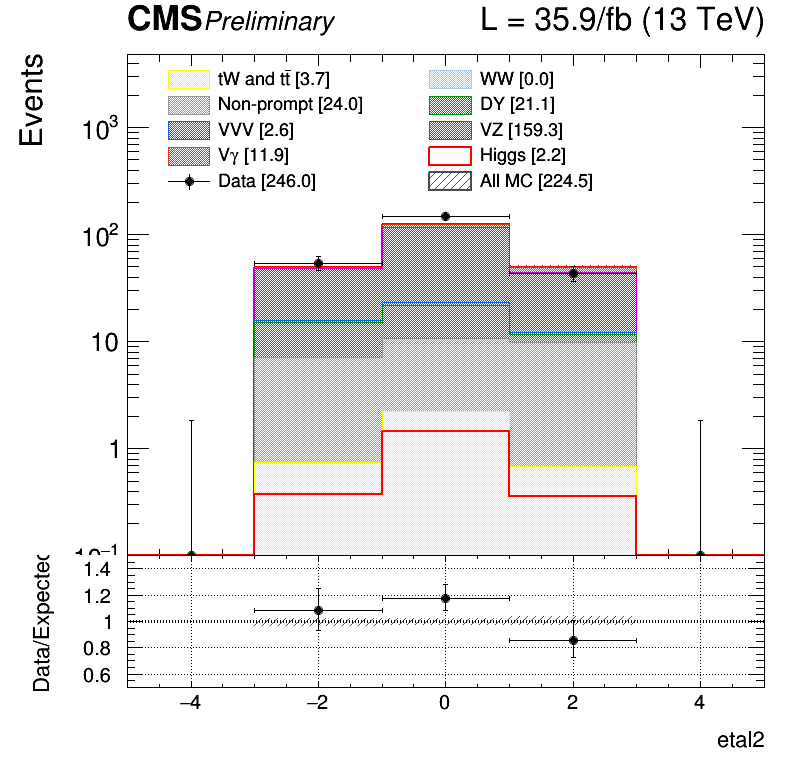 CMS Preliminary L = 35.9/fb (13 TeV)
Events
tW and tt̄ [3.7] WW [0.0]
Non-prompt [24.0] DY [21.1]
VVV [2.6] VZ [159.3]
Vγ [11.9] Higgs [2.2]
Data [246.0] All MC [224.5]
10³
10²
10
1
Data/Expected
1.4
1.2
1
0.8
0.6
−4 −2 0 2 4
etal2